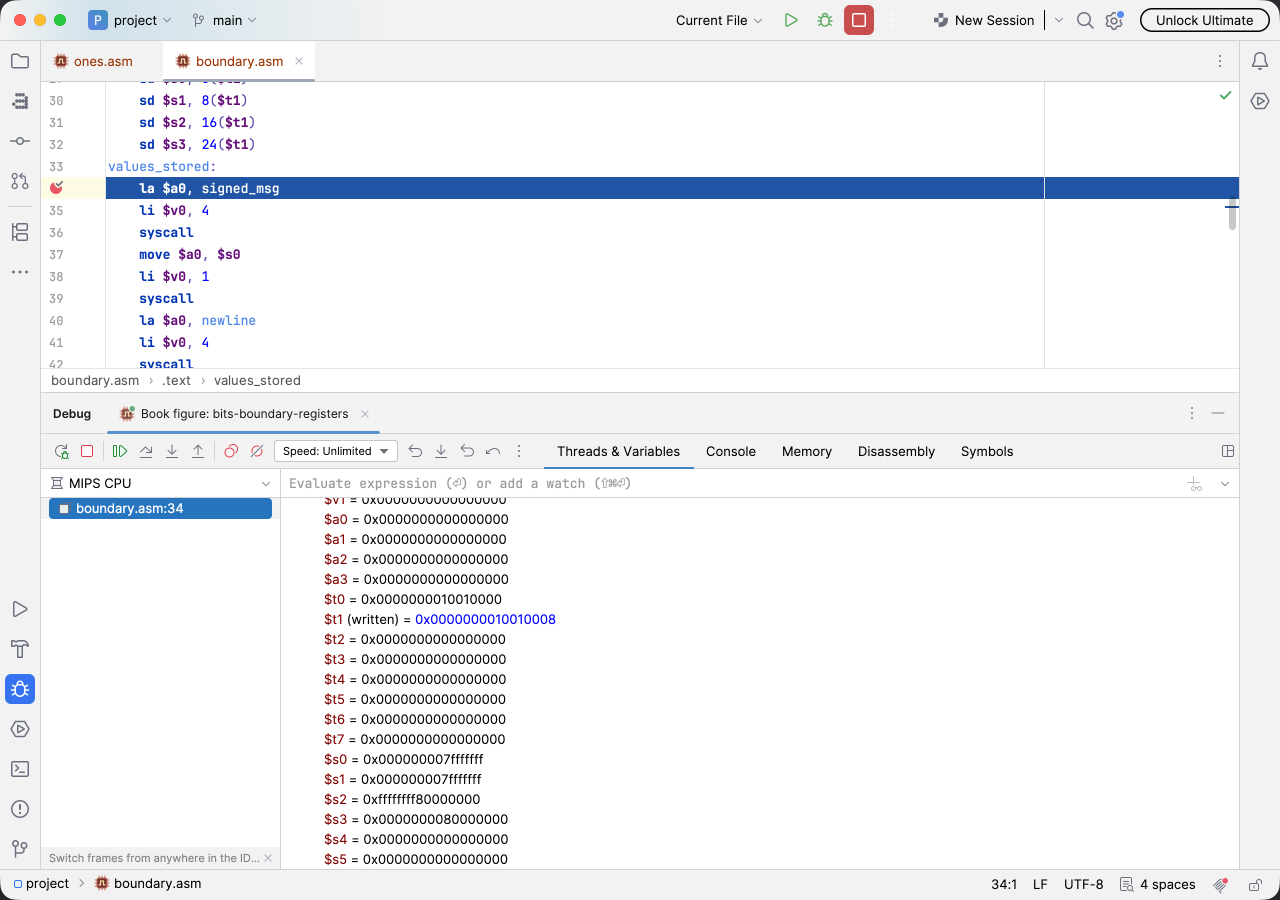 P project main Current File New Session Unlock Ultimate
ones.asm boundary.asm
30 sd $s1, 8($t1)
31 sd $s2, 16($t1)
32 sd $s3, 24($t1)
33 values_stored:
la $a0, signed_msg
35 li $v0, 4
36 syscall
37 move $a0, $s0
38 li $v0, 1
39 syscall
40 la $a0, newline
41 li $v0, 4
42 syscall
boundary.asm › .text › values_stored
Debug Book figure: bits-boundary-registers
Speed: Unlimited Threads & Variables Console Memory Disassembly Symbols
MIPS CPU Evaluate expression (⏎) or add a watch (⇧⌘⏎)
boundary.asm:34
$v1 = 0x0000000000000000
$a0 = 0x0000000000000000
$a1 = 0x0000000000000000
$a2 = 0x0000000000000000
$a3 = 0x0000000000000000
$t0 = 0x0000000010010000
$t1 (written) = 0x0000000010010008
$t2 = 0x0000000000000000
$t3 = 0x0000000000000000
$t4 = 0x0000000000000000
$t5 = 0x0000000000000000
$t6 = 0x0000000000000000
$t7 = 0x0000000000000000
$s0 = 0x000000007fffffff
$s1 = 0x000000007fffffff
$s2 = 0xffffffff80000000
$s3 = 0x0000000080000000
$s4 = 0x0000000000000000
$s5 = 0x0000000000000000
Switch frames from anywhere in the ID...
project › boundary.asm 34:1 LF UTF-8 4 spaces